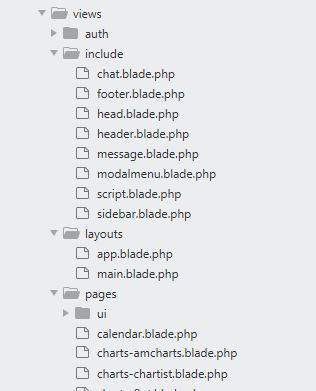 views
auth
include
chat.blade.php
footer.blade.php
head.blade.php
header.blade.php
message.blade.php
modalmenu.blade.php
script.blade.php
sidebar.blade.php
layouts
app.blade.php
main.blade.php
pages
ui
calendar.blade.php
charts-amcharts.blade.php
charts-chartist.blade.php